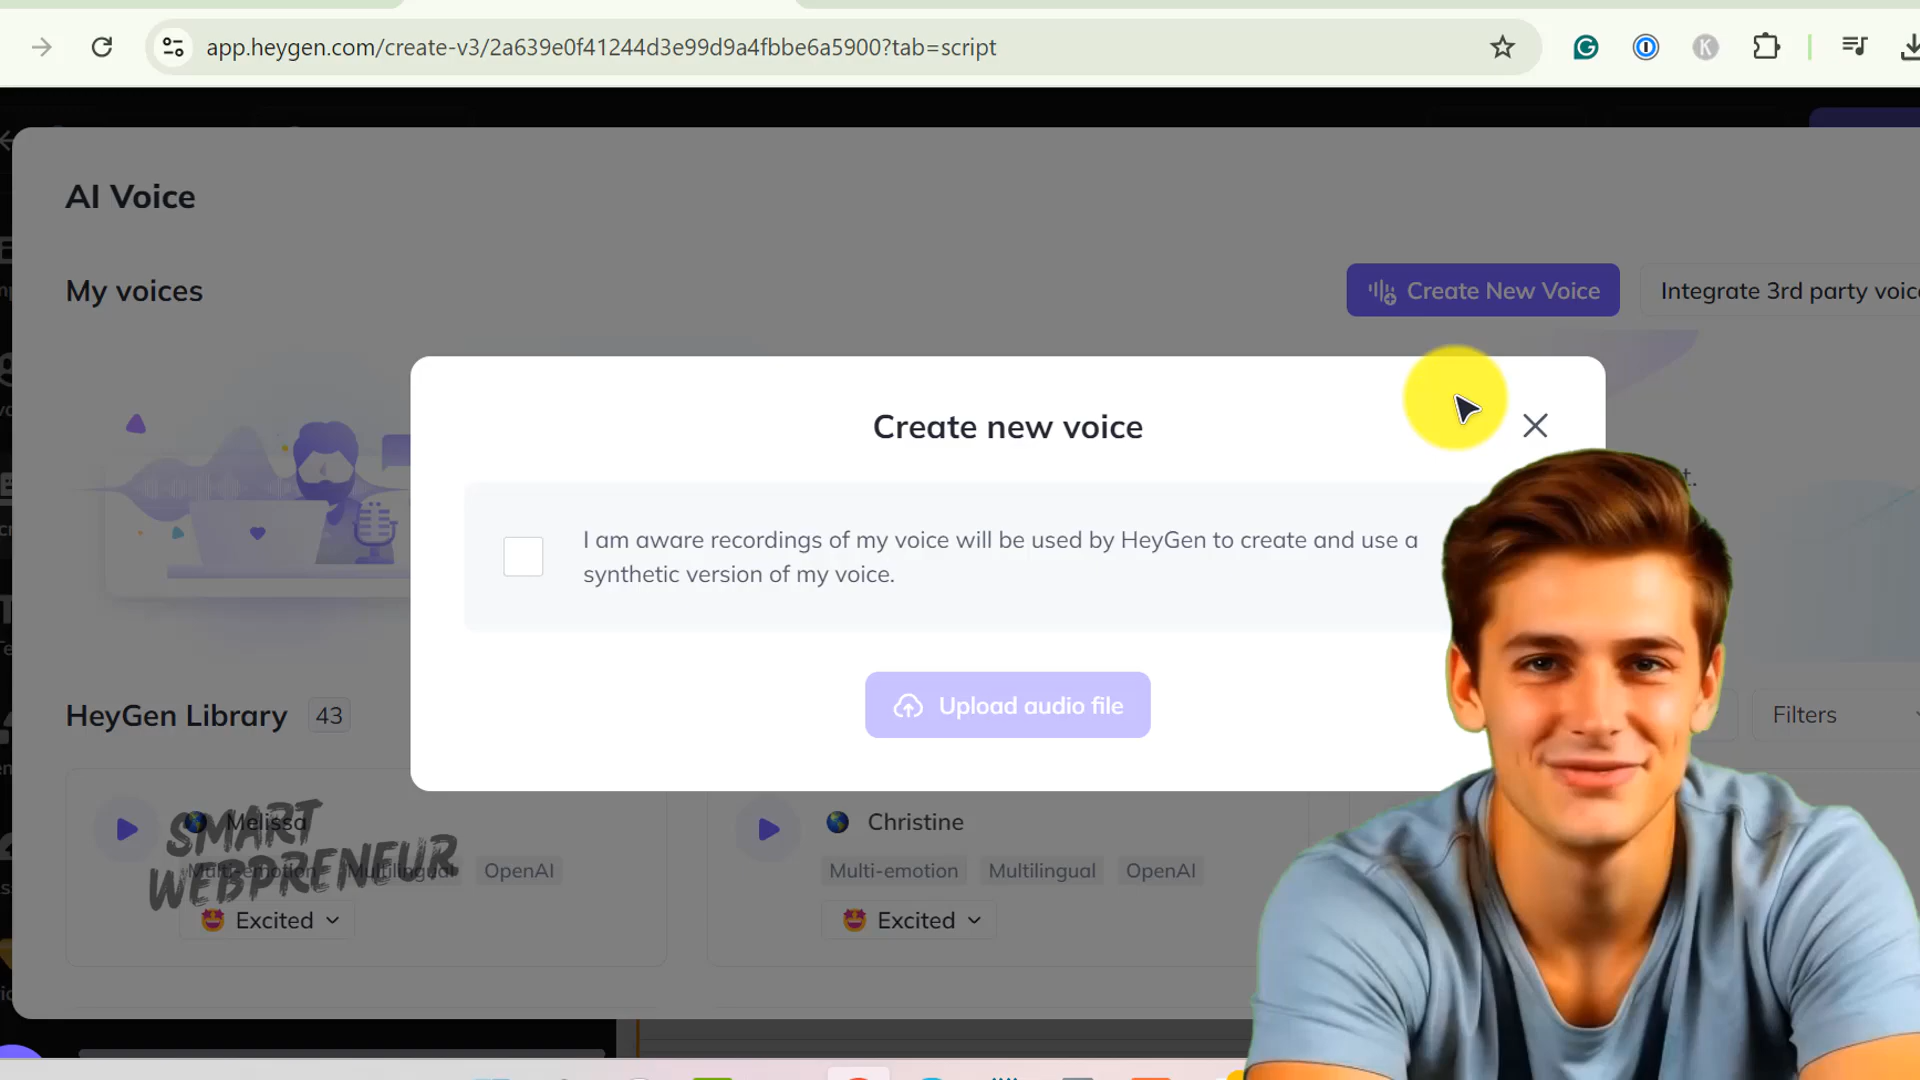 app.heygen.com/create-v3/2a639e0f41244d3e99d9a4fbbe6a5900?tab=script
AI Voice
My voices
Create New Voice
Integrate 3rd party voic
Create new voice
t.
I am aware recordings of my voice will be used by HeyGen to create and use a
synthetic version of my voice.
Upload audio file
HeyGen Library 43
Filters
Melissa
Multi-emotion Multilingual OpenAI
Excited
SMART
WEBPRENEUR
Christine
Multi-emotion Multilingual OpenAI
Excited